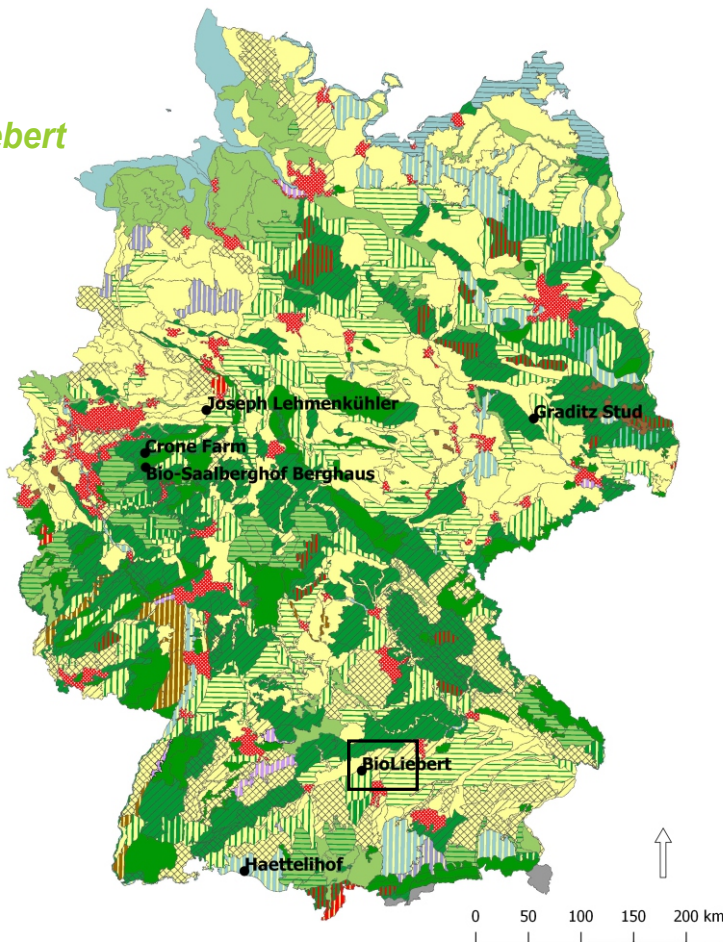 ebert
Joseph Lehmenkühler
Graditz Stud
Crone Farm
Bio-Saalberghof Berghaus
BioLiebert
Haettelihof
0 50 100 150 200 km